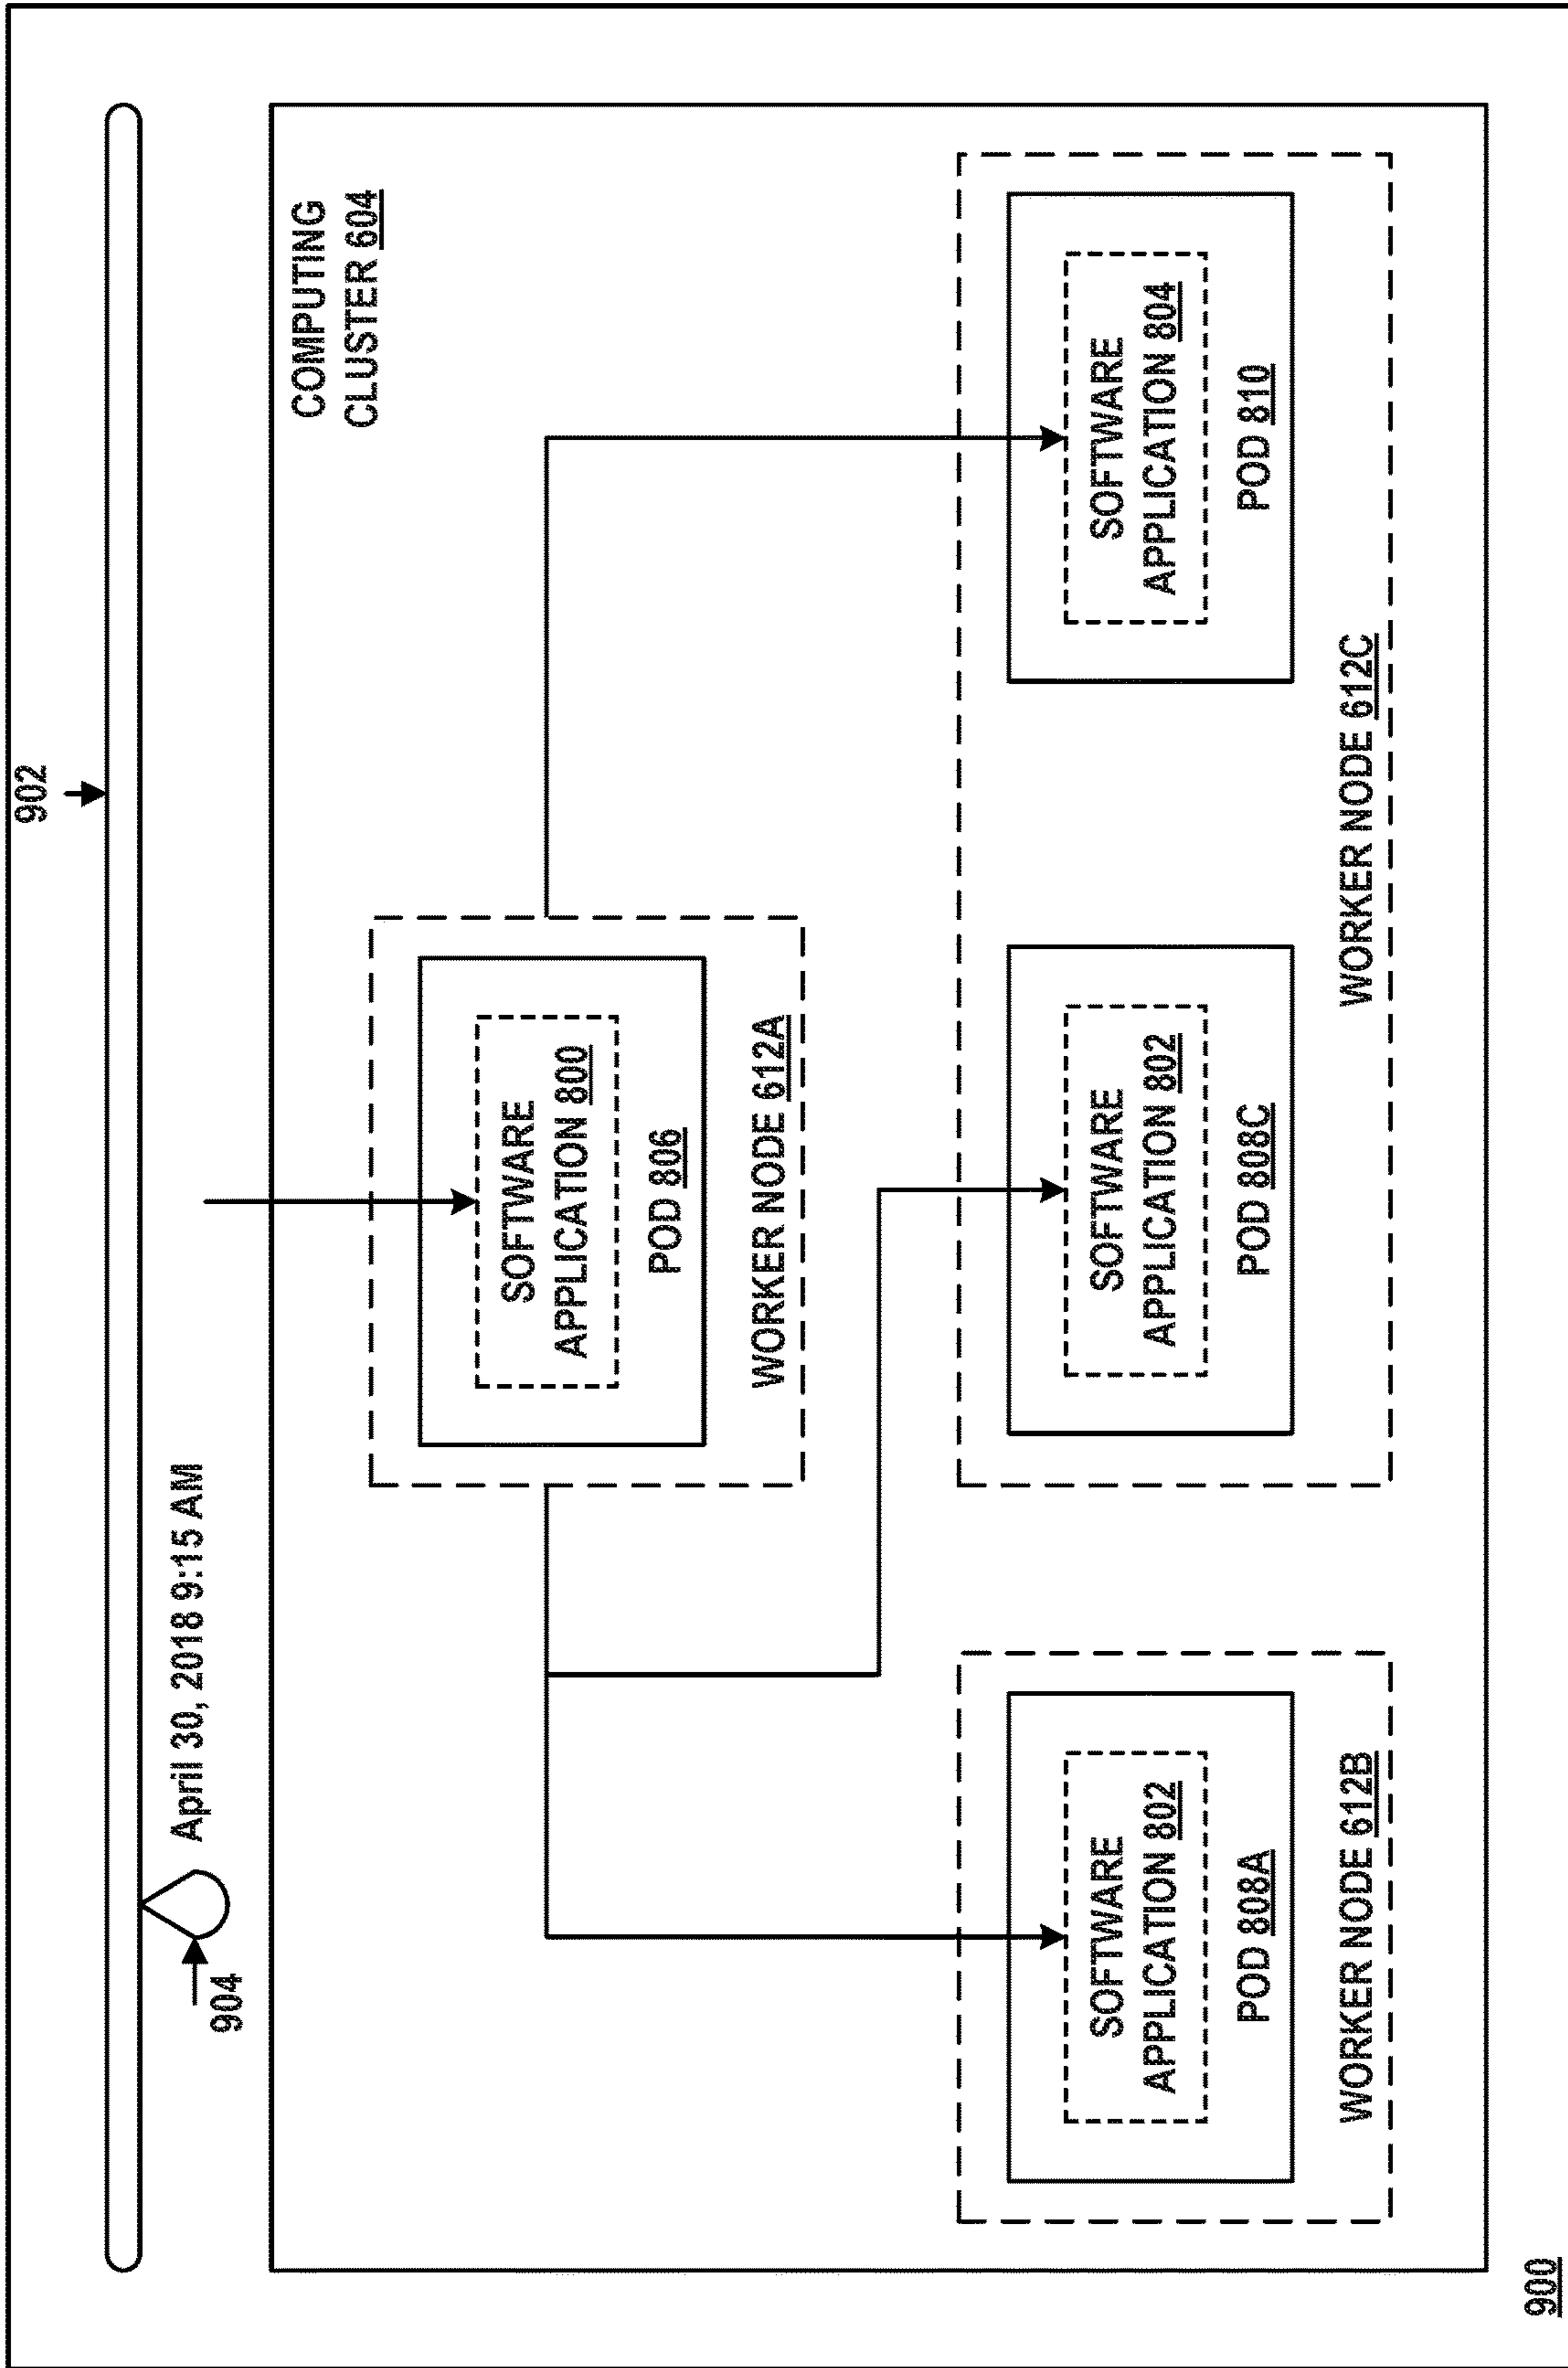 902
904
April 30, 2018 9:15 AM
COMPUTING
CLUSTER 604
SOFTWARE
APPLICATION 800
POD 806
WORKER NODE 612A
SOFTWARE
APPLICATION 802
POD 808A
WORKER NODE 612B
SOFTWARE
APPLICATION 802
POD 808C
SOFTWARE
APPLICATION 804
POD 810
WORKER NODE 612C
900